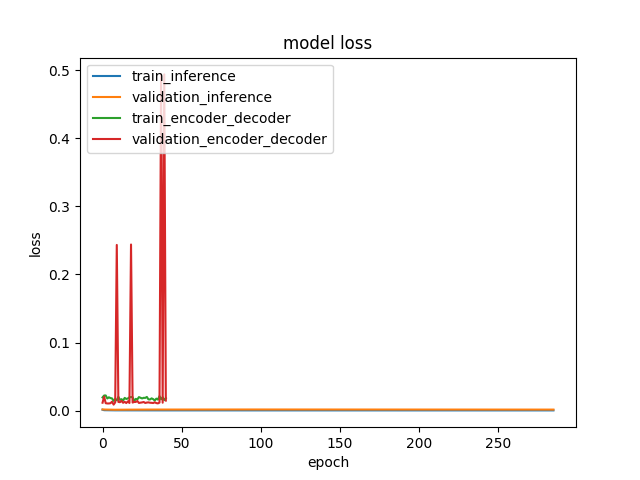 model loss
train_inference
validation_inference
train_encoder_decoder
validation_encoder_decoder
0.5
0.4
0.3
0.2
0.1
0.0
loss
0 50 100 150 200 250
epoch